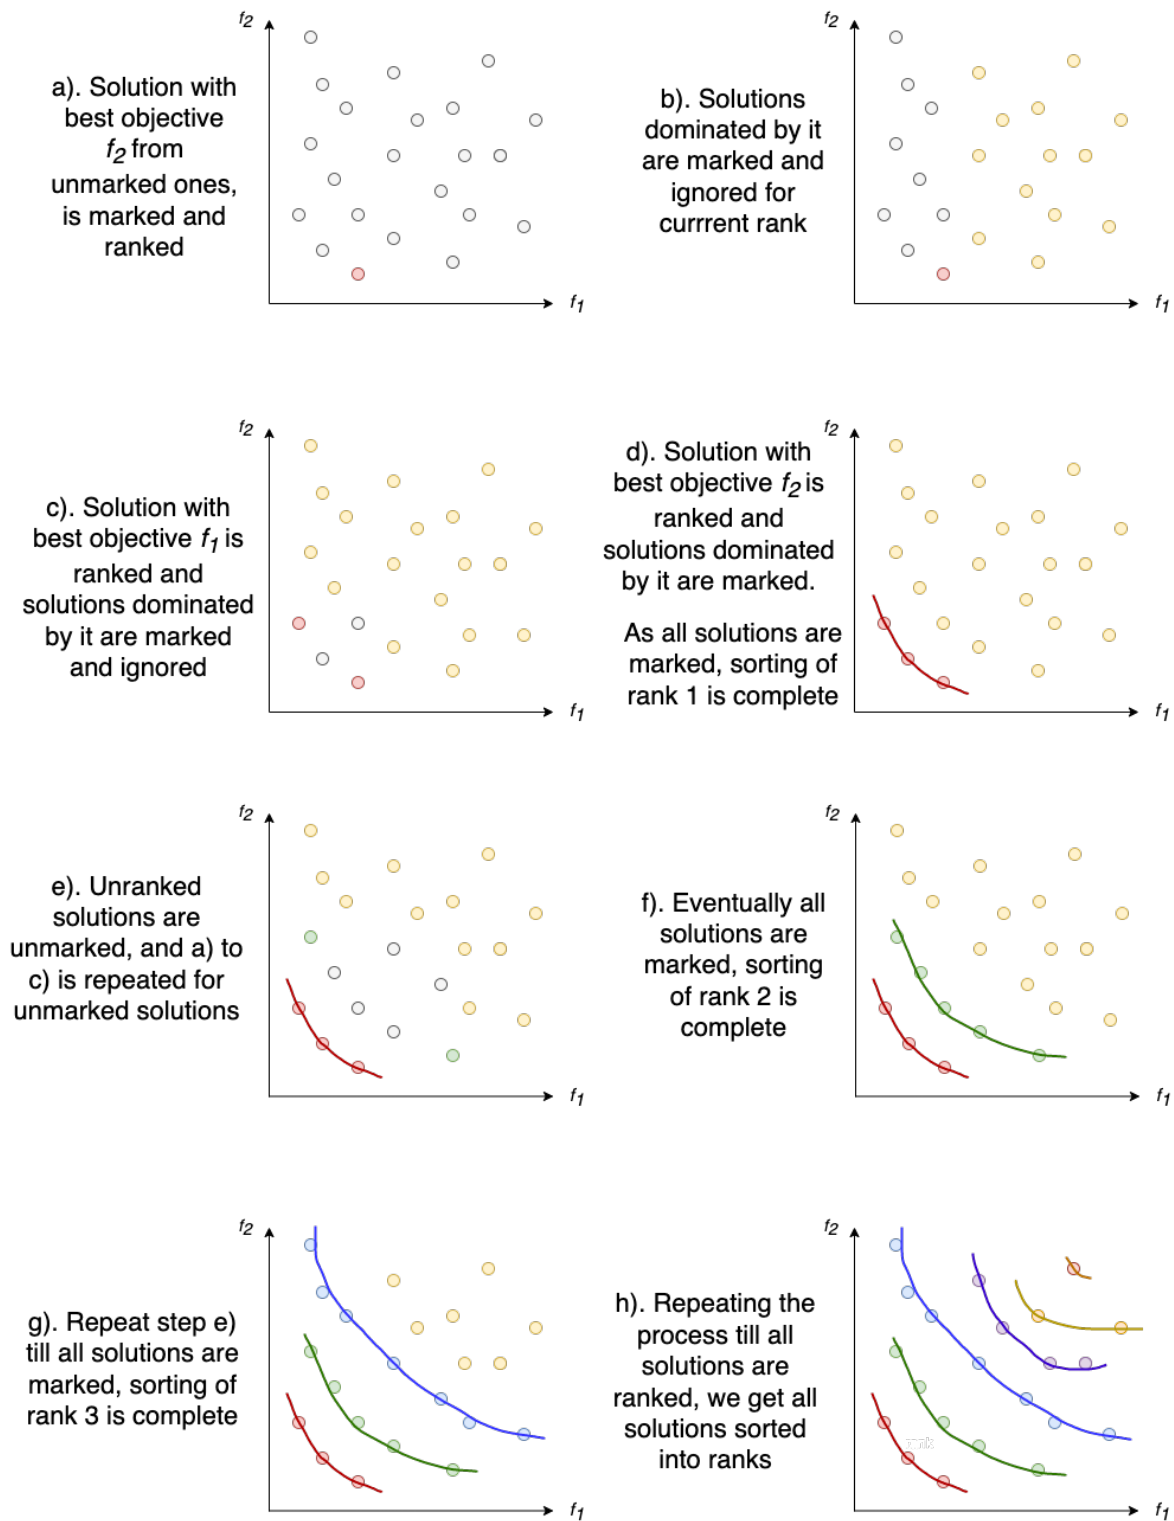 f2
a). Solution with
best objective
f2 from
unmarked ones,
is marked and
ranked
f1
f2
b). Solutions
dominated by it
are marked and
ignored for
currrent rank
f1
f2
c). Solution with
best objective f1 is
ranked and
solutions dominated
by it are marked
and ignored
f1
f2
d). Solution with
best objective f2 is
ranked and
solutions dominated
by it are marked.
As all solutions are
marked, sorting of
rank 1 is complete
f1
f2
e). Unranked
solutions are
unmarked, and a) to
c) is repeated for
unmarked solutions
f1
f2
f). Eventually all
solutions are
marked, sorting
of rank 2 is
complete
f1
f2
g). Repeat step e)
till all solutions are
marked, sorting of
rank 3 is complete
f1
f2
h). Repeating the
process till all
solutions are
ranked, we get all
solutions sorted
into ranks
f1